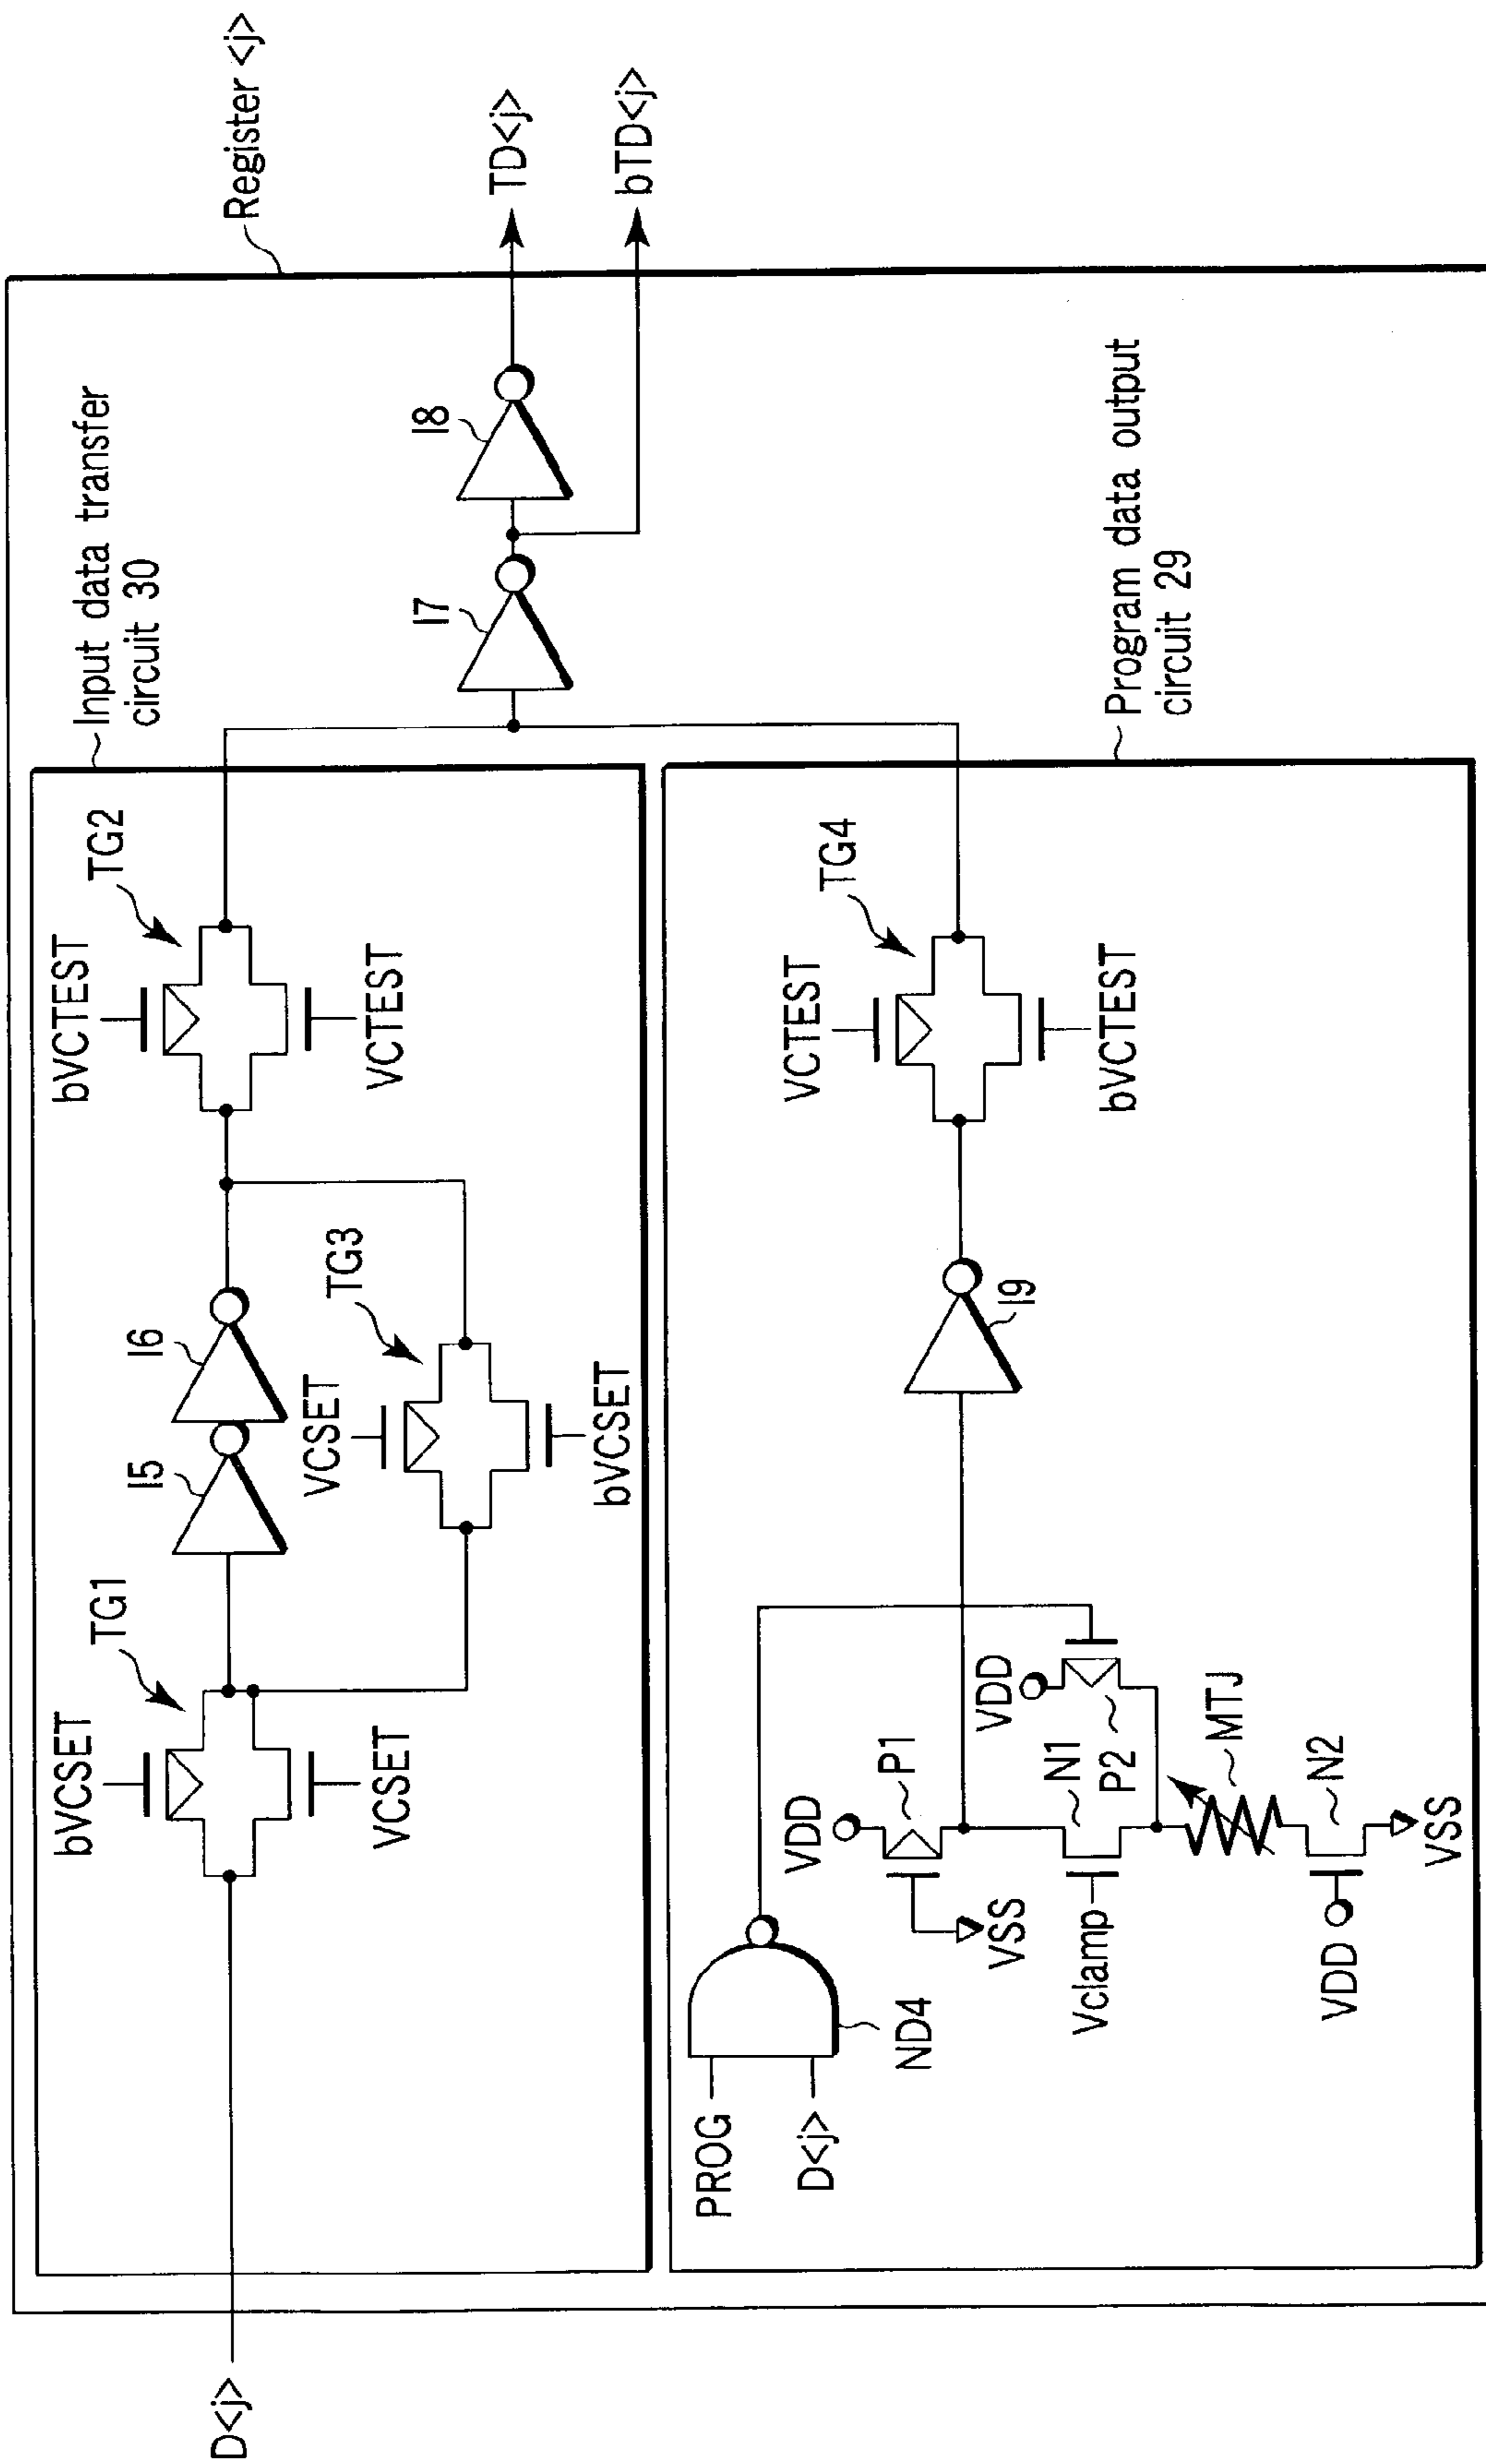 Register <j>
Input data transfer
circuit 30
bVCSET
TG1
VCSET
I5
I6
VCSET
TG3
bVCSET
bVCTEST
TG2
VCTEST
D<j>
I7
I8
TD<j>
bTD<j>
Program data output
circuit 29
PROG
D<j>
ND4
VDD
P1
VSS
Vclamp
N1
VDD
P2
MTJ
VDD
N2
VSS
I9
VCTEST
TG4
bVCTEST